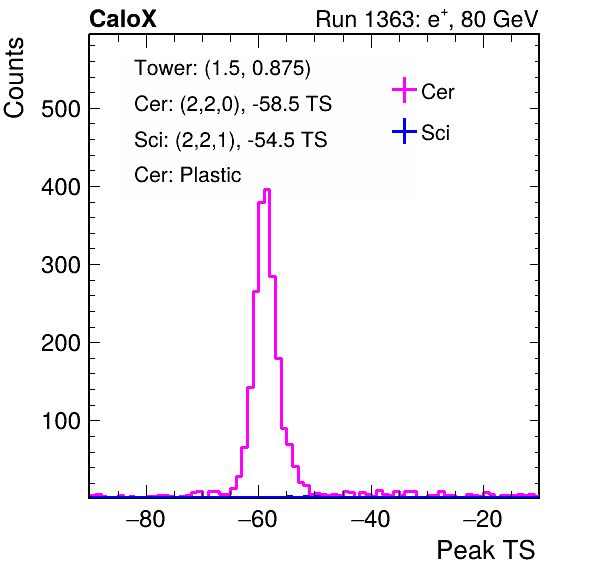 CaloX Run 1363: e⁺, 80 GeV
Counts
Tower: (1.5, 0.875)
Cer: (2,2,0), -58.5 TS
Sci: (2,2,1), -54.5 TS
Cer: Plastic
Cer
Sci
500
400
300
200
100
−80 −60 −40 −20
Peak TS